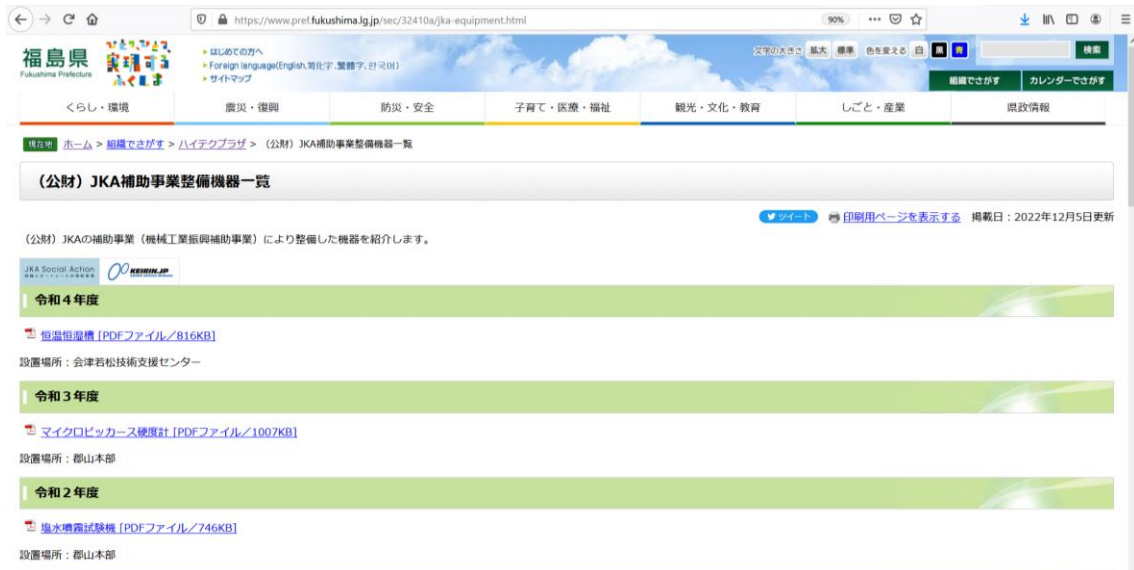 https://www.pref.fukushima.lg.jp/sec/32410a/jka-equipment.html
90%
福島県
Fukushima Prefecture
ひとつ、ひとつ、
実現する
ふくしま
はじめての方へ
Foreign language(English,简化字,繁體字,한국어)
サイトマップ
文字の大きさ 拡大 標準 色を変える 白 黒 青
検索
組織でさがす
カレンダーでさがす
くらし・環境
震災・復興
防災・安全
子育て・医療・福祉
観光・文化・教育
しごと・産業
県政情報
現在地 ホーム > 組織でさがす > ハイテクプラザ > (公財)JKA補助事業整備機器一覧
(公財)JKA補助事業整備機器一覧
ツイート 印刷用ページを表示する 掲載日:2022年12月5日更新
(公財)JKAの補助事業(機械工業振興補助事業)により整備した機器を紹介します。
JKA Social Action
KEIRIN.JP
令和4年度
恒温恒湿槽 [PDFファイル/816KB]
設置場所:会津若松技術支援センター
令和3年度
マイクロビッカース硬度計 [PDFファイル/1007KB]
設置場所:郡山本部
令和2年度
塩水噴霧試験機 [PDFファイル/746KB]
設置場所:郡山本部